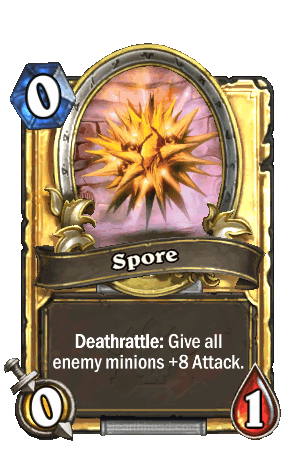 0
Spore
Deathrattle: Give all
enemy minions +8 Attack.
0
1